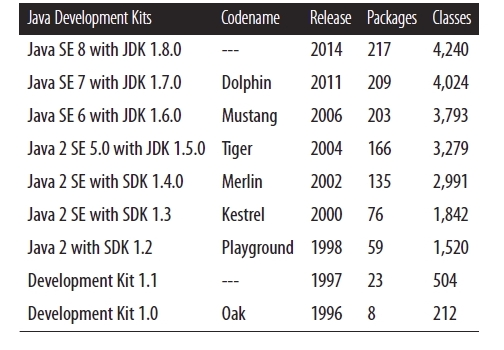 Java Development Kits Codename Release Packages Classes
Java SE 8 with JDK 1.8.0 --- 2014 217 4,240
Java SE 7 with JDK 1.7.0 Dolphin 2011 209 4,024
Java SE 6 with JDK 1.6.0 Mustang 2006 203 3,793
Java 2 SE 5.0 with JDK 1.5.0 Tiger 2004 166 3,279
Java 2 SE with SDK 1.4.0 Merlin 2002 135 2,991
Java 2 SE with SDK 1.3 Kestrel 2000 76 1,842
Java 2 with SDK 1.2 Playground 1998 59 1,520
Development Kit 1.1 --- 1997 23 504
Development Kit 1.0 Oak 1996 8 212